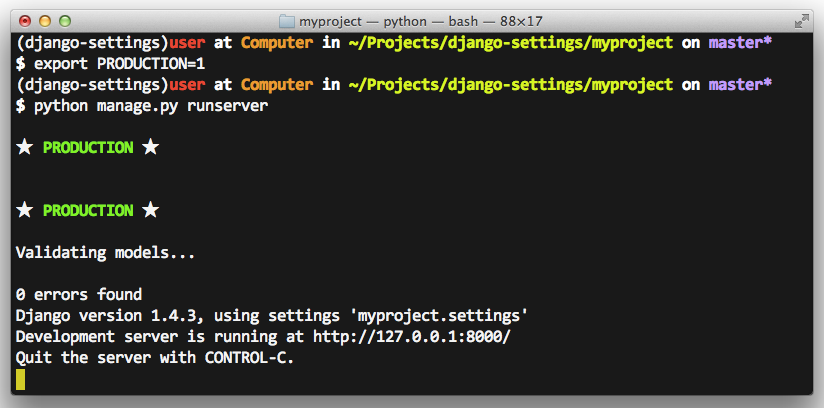 myproject — python — bash — 88×17
(django-settings)user at Computer in ~/Projects/django-settings/myproject on master*
$ export PRODUCTION=1
(django-settings)user at Computer in ~/Projects/django-settings/myproject on master*
$ python manage.py runserver
★ PRODUCTION ★
★ PRODUCTION ★
Validating models...
0 errors found
Django version 1.4.3, using settings 'myproject.settings'
Development server is running at http://127.0.0.1:8000/
Quit the server with CONTROL-C.